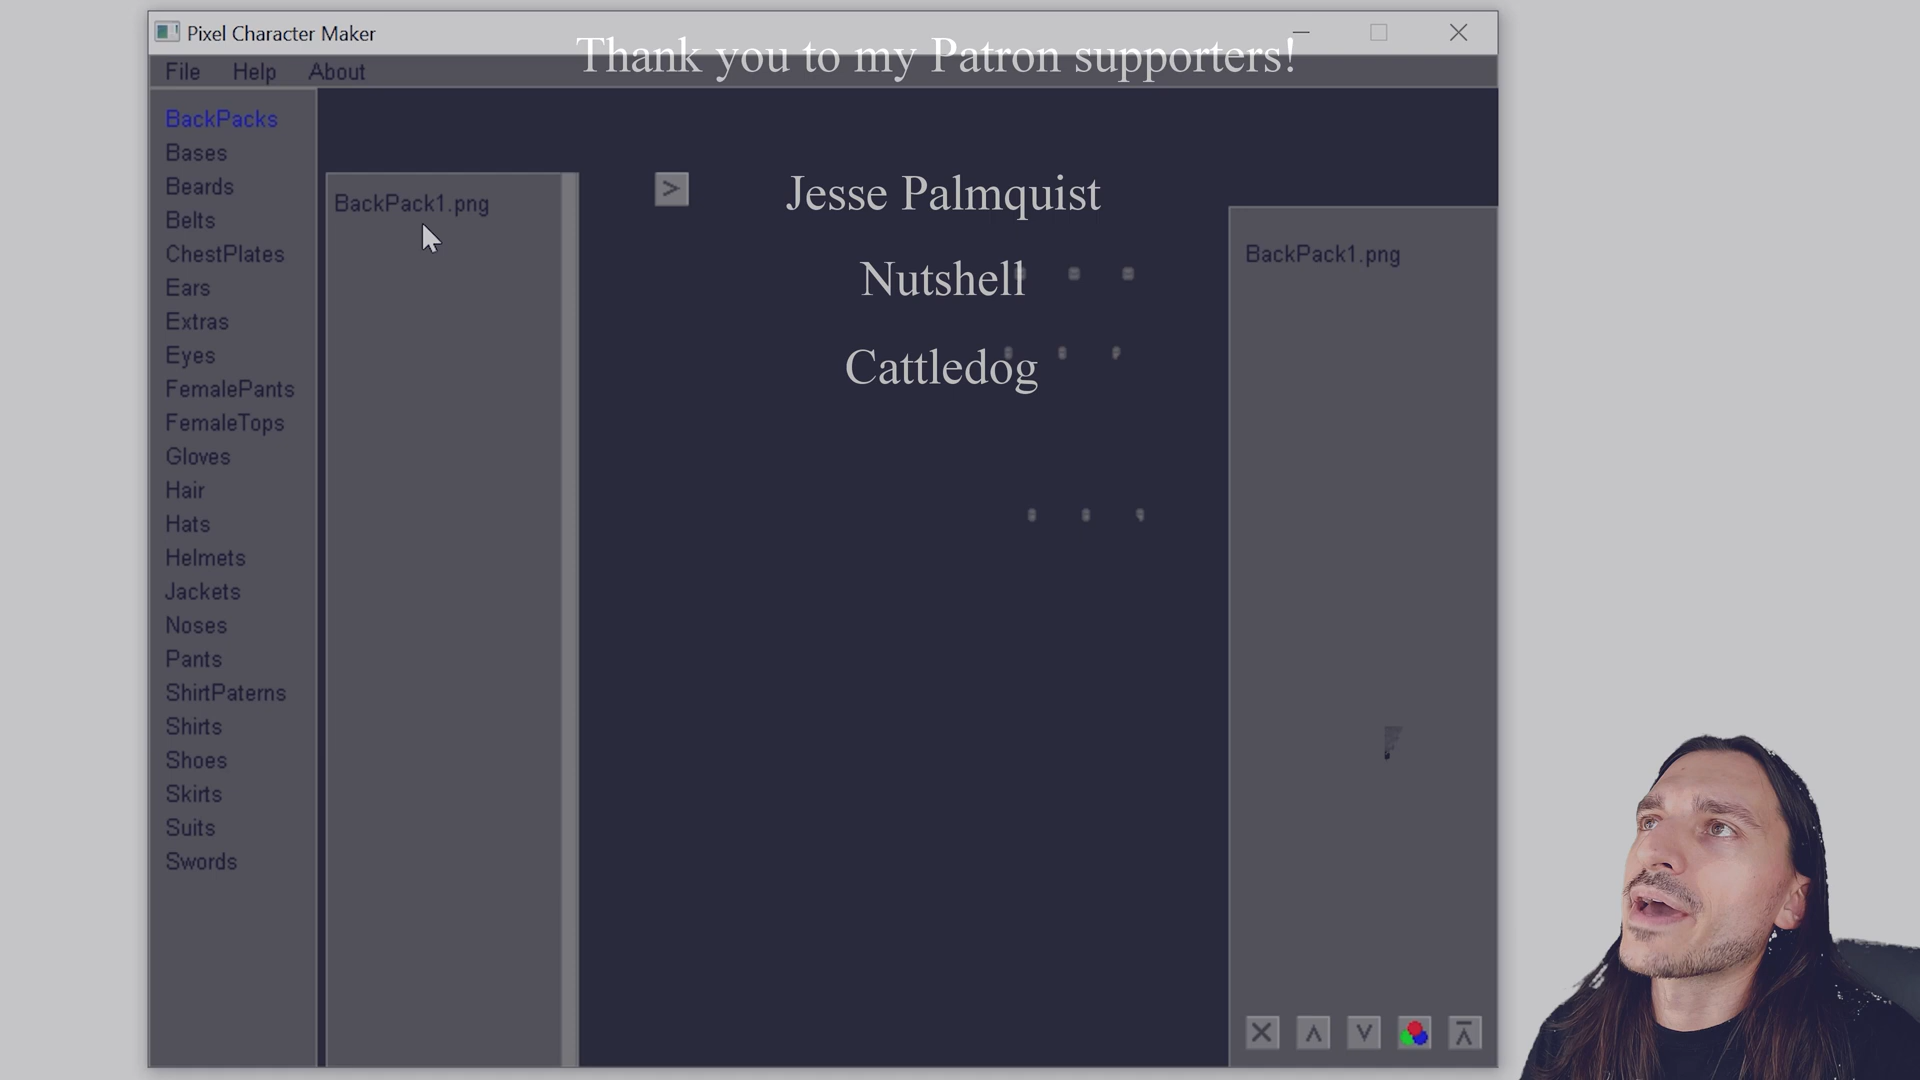 Pixel Character Maker
Thank you to my Patron supporters!
File Help About
BackPacks
Bases
Beards
Belts
ChestPlates
Ears
Extras
Eyes
FemalePants
FemaleTops
Gloves
Hair
Hats
Helmets
Jackets
Noses
Pants
ShirtPaterns
Shirts
Shoes
Skirts
Suits
Swords
BackPack1.png
>
Jesse Palmquist
Nutshell
Cattledog
BackPack1.png